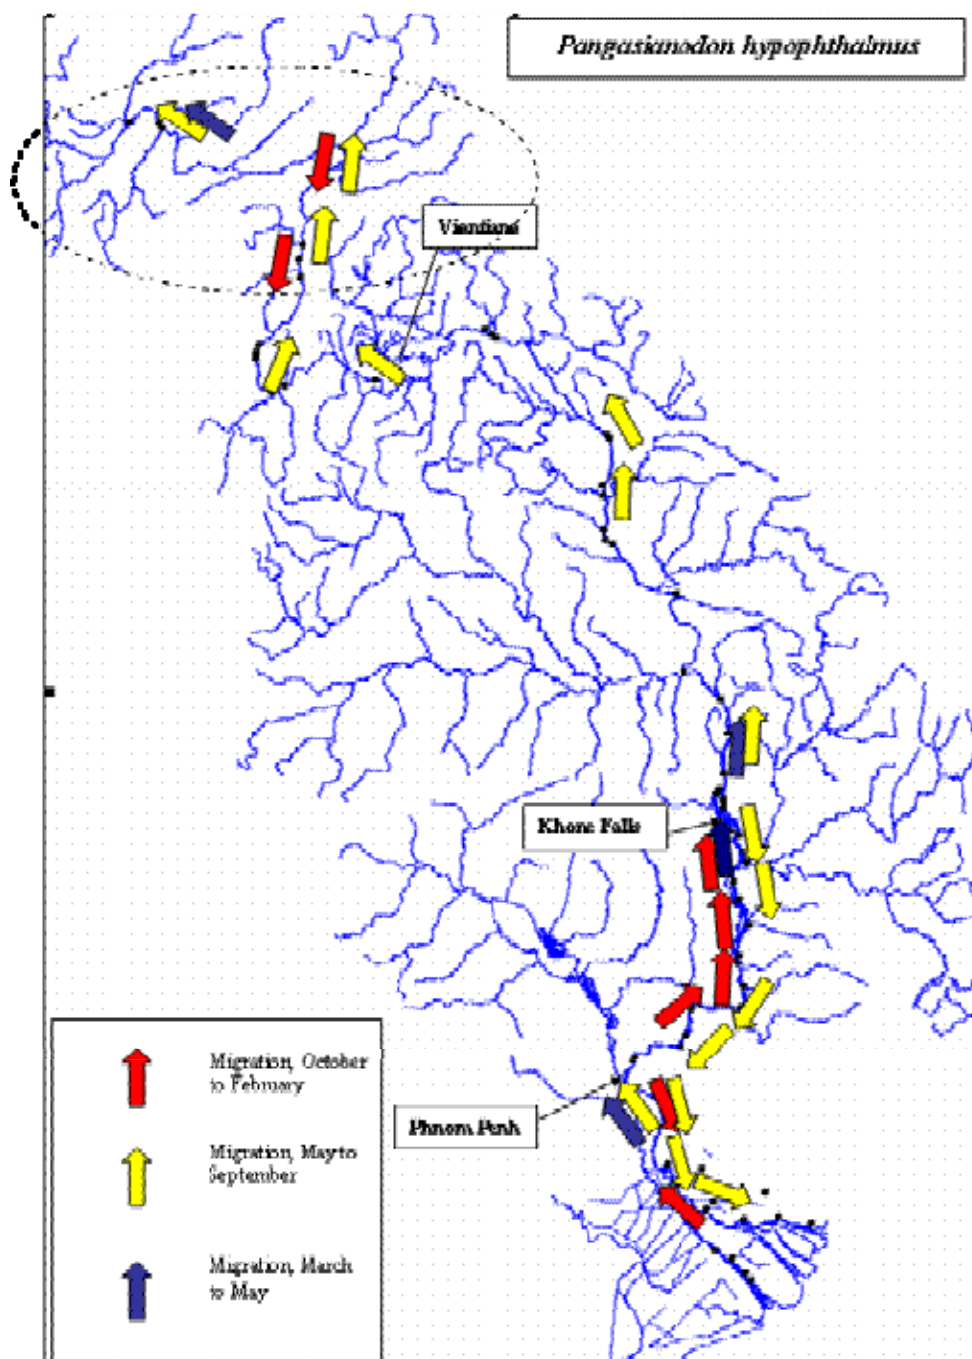 Pangasianodon hypophthalmus
Vientiane
Khone Falls
Phnom Penh
Migration, October
to February
Migration, May to
September
Migration, March
to May